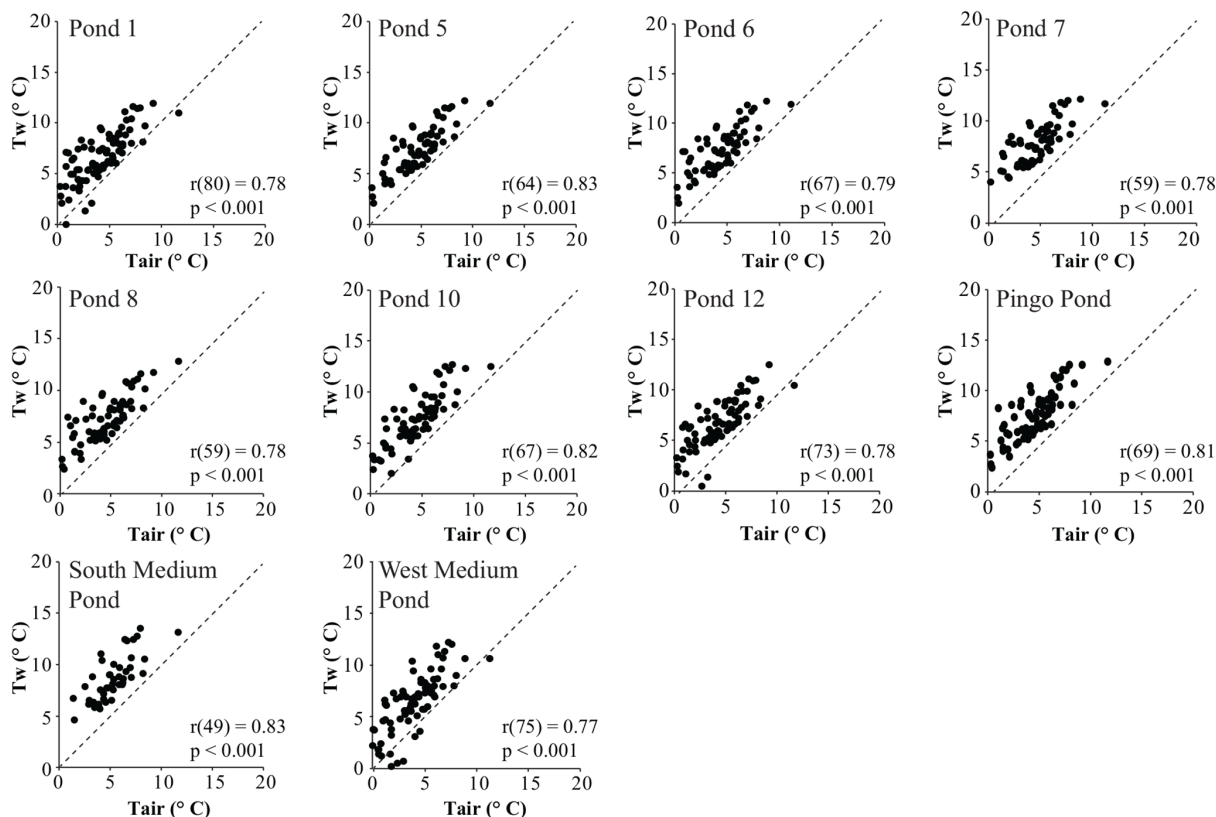 Pond 1
20
15
10
5
0
Tw (° C)
r(80) = 0.78
p < 0.001
0 5 10 15 20
Tair (° C)
Pond 5
20
15
10
5
0
Tw (° C)
r(64) = 0.83
p < 0.001
0 5 10 15 20
Tair (° C)
Pond 6
20
15
10
5
0
Tw (° C)
r(67) = 0.79
p < 0.001
0 5 10 15 20
Tair (° C)
Pond 7
20
15
10
5
0
Tw (° C)
r(59) = 0.78
p < 0.001
0 5 10 15 20
Tair (° C)
Pond 8
20
15
10
5
0
Tw (° C)
r(59) = 0.78
p < 0.001
0 5 10 15 20
Tair (° C)
Pond 10
20
15
10
5
0
Tw (° C)
r(67) = 0.82
p < 0.001
0 5 10 15 20
Tair (° C)
Pond 12
20
15
10
5
0
Tw (° C)
r(73) = 0.78
p < 0.001
0 5 10 15 20
Tair (° C)
Pingo Pond
20
15
10
5
0
Tw (° C)
r(69) = 0.81
p < 0.001
0 5 10 15 20
Tair (° C)
South Medium
Pond
20
15
10
5
0
Tw (° C)
r(49) = 0.83
p < 0.001
0 5 10 15 20
Tair (° C)
West Medium
Pond
20
15
10
5
0
Tw (° C)
r(75) = 0.77
p < 0.001
0 5 10 15 20
Tair (° C)